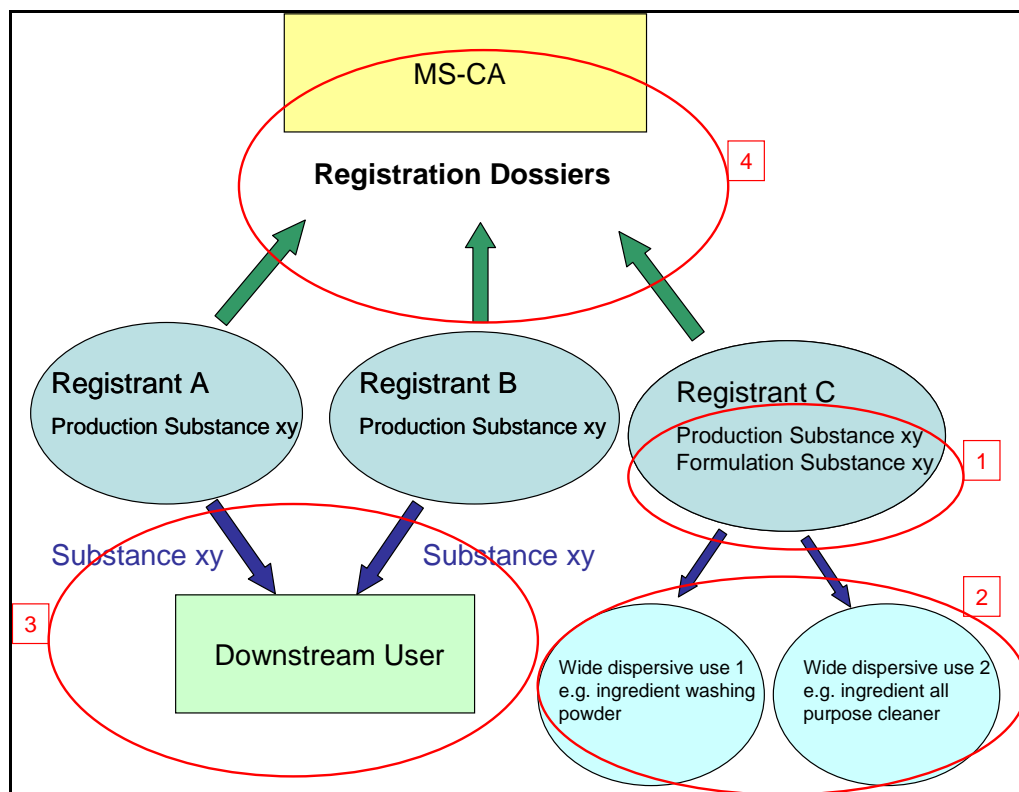 MS-CA
Registration Dossiers
4
Registrant A
Production Substance xy
Registrant B
Production Substance xy
Registrant C
Production Substance xy
Formulation Substance xy
1
Substance xy
Substance xy
3
Downstream User
2
Wide dispersive use 1
e.g. ingredient washing
powder
Wide dispersive use 2
e.g. ingredient all
purpose cleaner